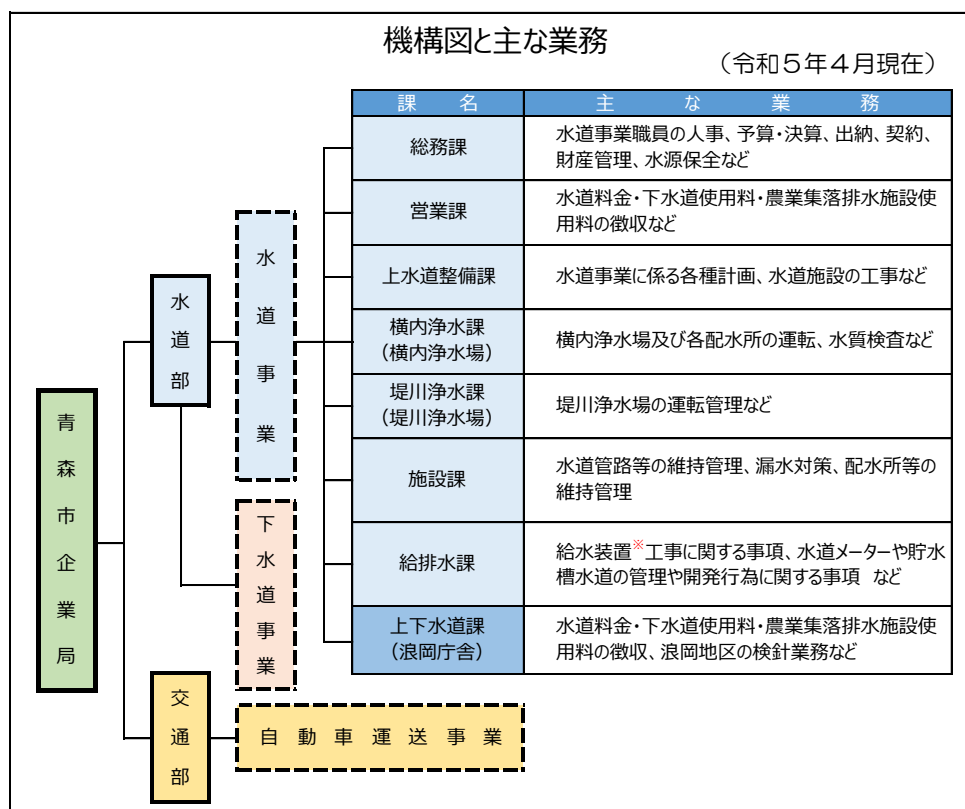 機構図と主な業務
（令和５年４月現在）
課　名　主　な　業　務
総務課
水道事業職員の人事、予算・決算、出納、契約、
財産管理、水源保全など
営業課
水道料金・下水道使用料・農業集落排水施設使
用料の徴収など
上水道整備課
水道事業に係る各種計画、水道施設の工事など
横内浄水課
（横内浄水場）
横内浄水場及び各配水所の運転、水質検査など
堤川浄水課
（堤川浄水場）
堤川浄水場の運転管理など
施設課
水道管路等の維持管理、漏水対策、配水所等の
維持管理
給排水課
給水装置※工事に関する事項、水道メーターや貯水
槽水道の管理や開発行為に関する事項　など
上下水道課
（浪岡庁舎）
水道料金・下水道使用料・農業集落排水施設使
用料の徴収、浪岡地区の検針業務など
青森市企業局
水道部
水道事業
下水道事業
交通部
自動車運送事業